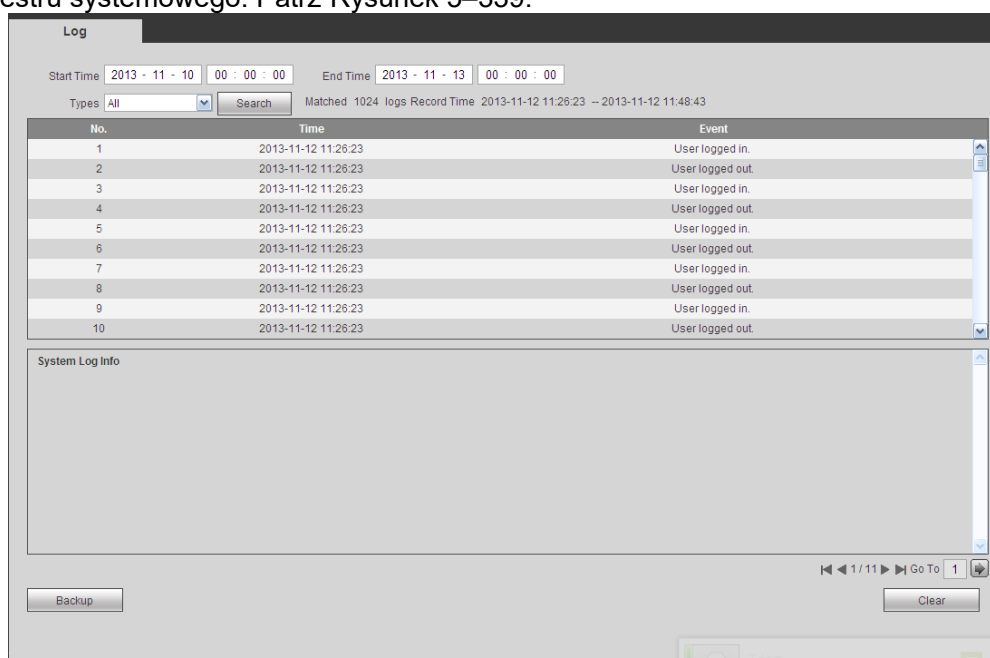 estru systemowego. Patrz Rysunek 5–339.
Log
Start Time 2013 - 11 - 10 00 : 00 : 00 End Time 2013 - 11 - 13 00 : 00 : 00
Types All Search Matched 1024 logs Record Time 2013-11-12 11:26:23 -- 2013-11-12 11:48:43
No. Time Event
1 2013-11-12 11:26:23 User logged in.
2 2013-11-12 11:26:23 User logged out.
3 2013-11-12 11:26:23 User logged in.
4 2013-11-12 11:26:23 User logged out.
5 2013-11-12 11:26:23 User logged in.
6 2013-11-12 11:26:23 User logged out.
7 2013-11-12 11:26:23 User logged in.
8 2013-11-12 11:26:23 User logged out.
9 2013-11-12 11:26:23 User logged in.
10 2013-11-12 11:26:23 User logged out.
System Log Info
1 / 11 Go To 1
Backup Clear